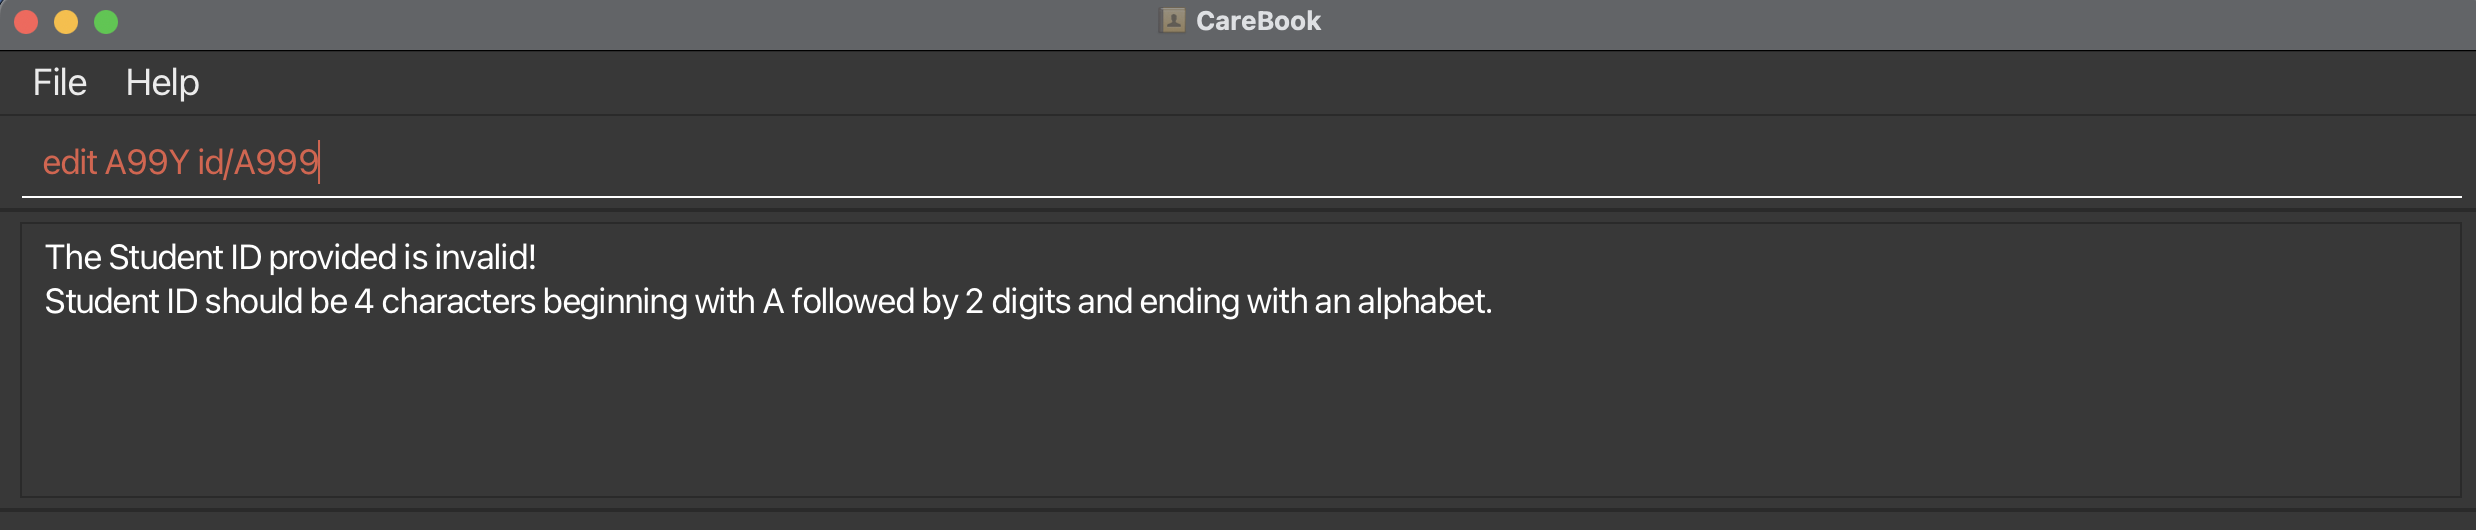 CareBook
File Help
edit A99Y id/A999
The Student ID provided is invalid!
Student ID should be 4 characters beginning with A followed by 2 digits and ending with an alphabet.